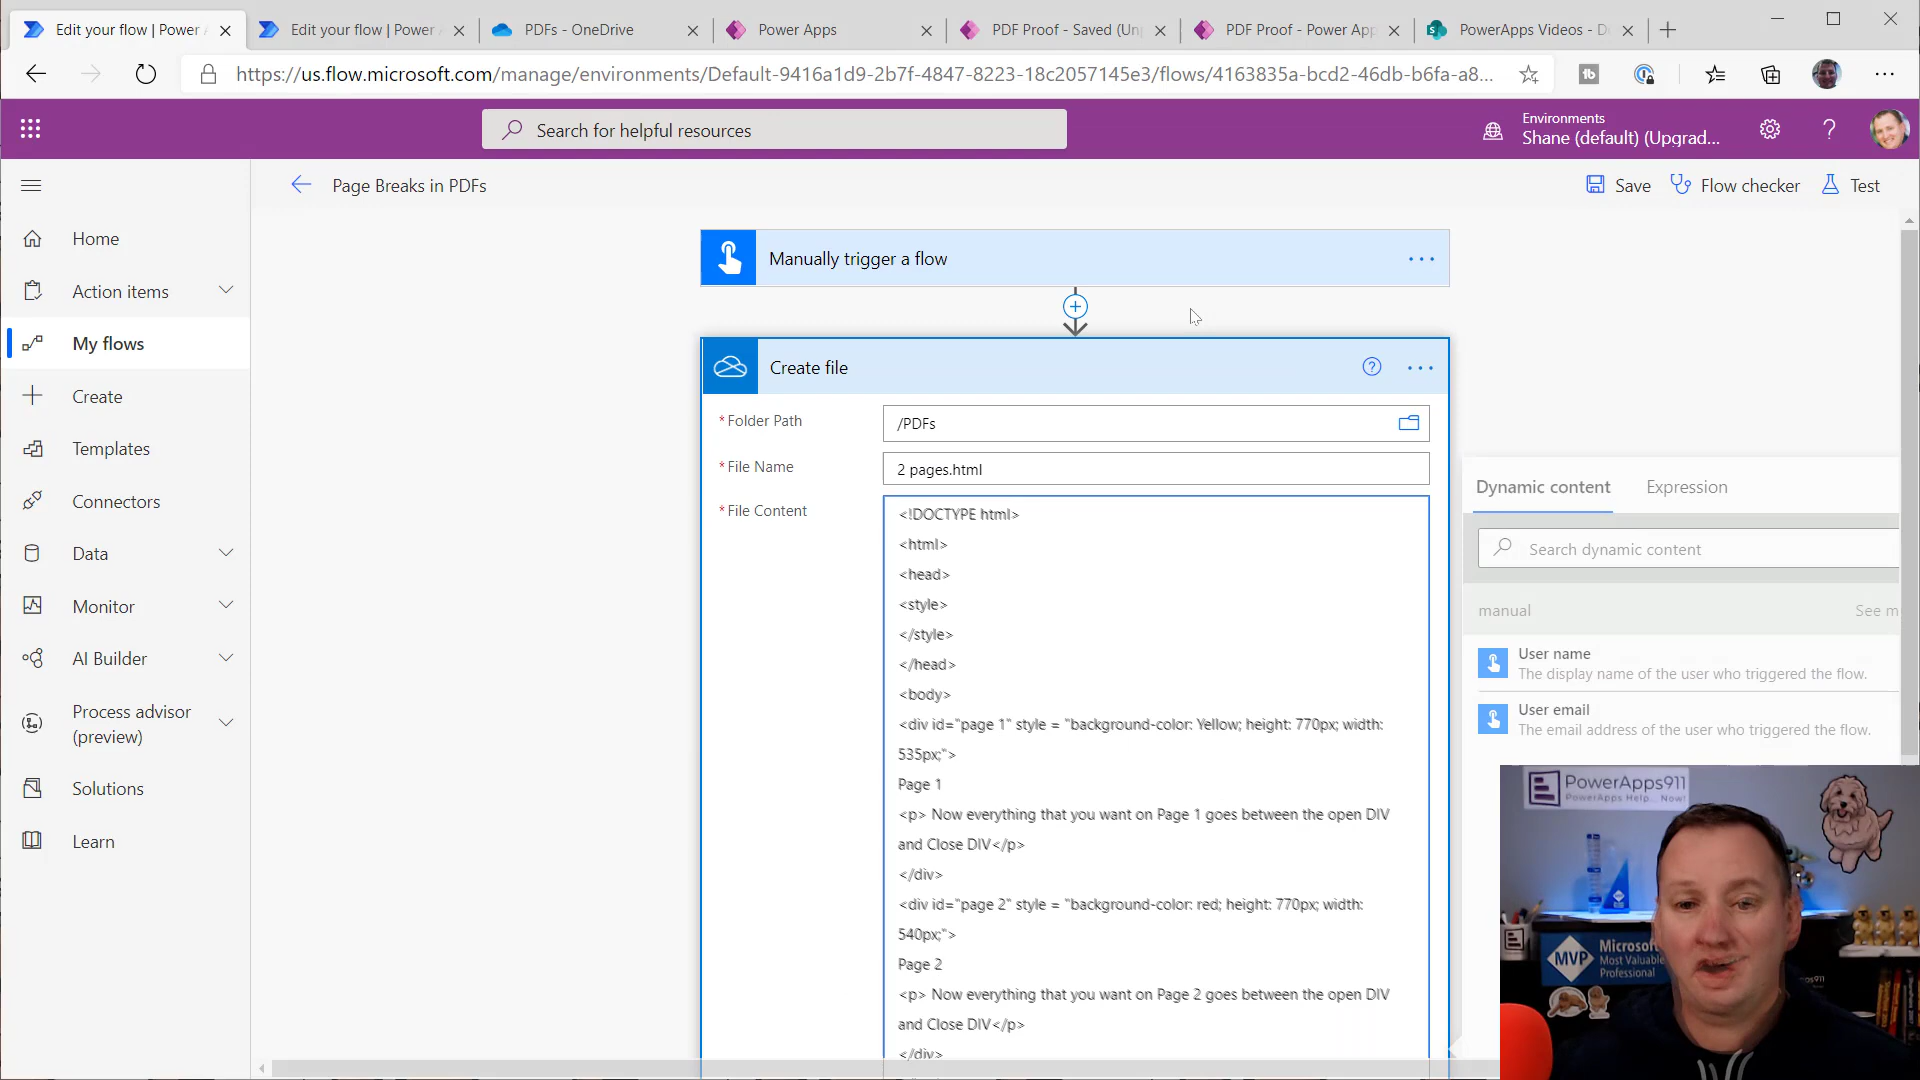 Edit your flow | Power A
Edit your flow | Power A
PDFs - OneDrive
Power Apps
PDF Proof - Saved (Unp
PDF Proof - Power App
PowerApps Videos - D
https://us.flow.microsoft.com/manage/environments/Default-9416a1d9-2b7f-4847-8223-18c2057145e3/flows/4163835a-bcd2-46db-b6fa-a8...
Search for helpful resources
Environments
Shane (default) (Upgrad...
Page Breaks in PDFs
Save
Flow checker
Test
Home
Action items
My flows
Create
Templates
Connectors
Data
Monitor
AI Builder
Process advisor
(preview)
Solutions
Learn
Manually trigger a flow
Create file
* Folder Path
/PDFs
* File Name
2 pages.html
* File Content
<!DOCTYPE html>
<html>
<head>
<style>
</style>
</head>
<body>
<div id="page 1" style = "background-color: Yellow; height: 770px; width:
535px;">
Page 1
<p> Now everything that you want on Page 1 goes between the open DIV
and Close DIV</p>
</div>
<div id="page 2" style = "background-color: red; height: 770px; width:
540px;">
Page 2
<p> Now everything that you want on Page 2 goes between the open DIV
and Close DIV</p>
</div>
Dynamic content
Expression
Search dynamic content
manual
See m
User name
The display name of the user who triggered the flow.
User email
The email address of the user who triggered the flow.
PowerApps911
PowerApps Help... Now!
MVP
Microsoft
Most Valuable
Professional